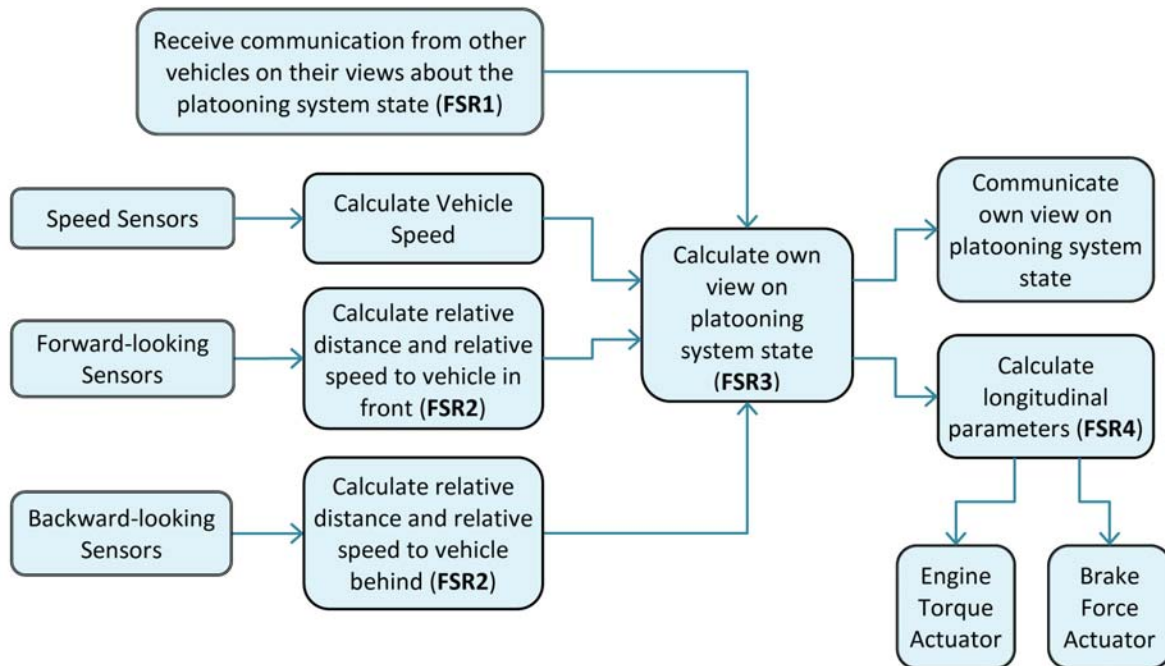 Receive communication from other
vehicles on their views about the
platooning system state (FSR1)
Speed Sensors
Calculate Vehicle
Speed
Forward-looking
Sensors
Calculate relative
distance and relative
speed to vehicle in
front (FSR2)
Backward-looking
Sensors
Calculate relative
distance and relative
speed to vehicle
behind (FSR2)
Calculate own
view on
platooning
system state
(FSR3)
Communicate
own view on
platooning system
state
Calculate
longitudinal
parameters (FSR4)
Engine
Torque
Actuator
Brake
Force
Actuator